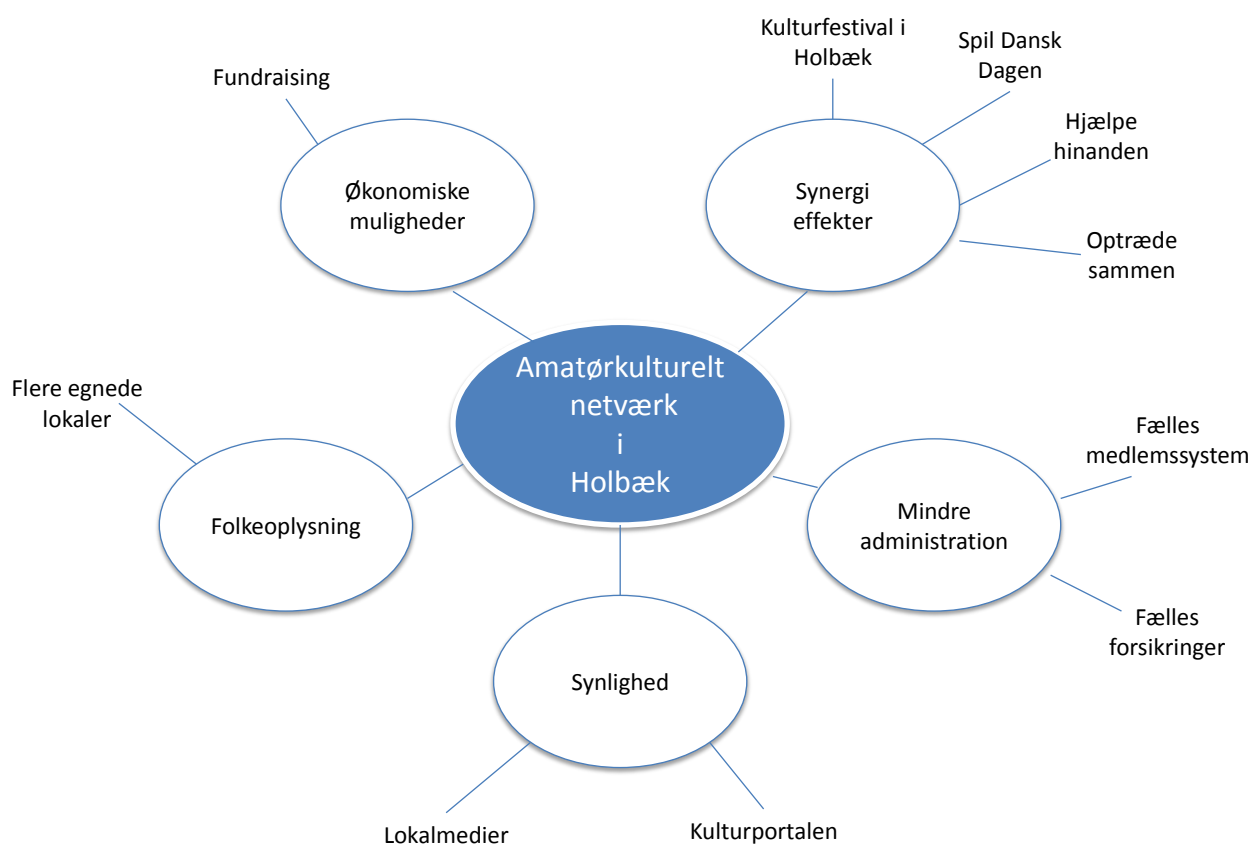 Kulturfestival i
Holbæk
Spil Dansk
Dagen
Fundraising
Hjælpe
hinanden
Økonomiske
muligheder
Synergi
effekter
Optræde
sammen
Amatørkulturelt
netværk
i
Holbæk
Flere egnede
lokaler
Fælles
medlemssystem
Folkeoplysning
Mindre
administration
Fælles
forsikringer
Synlighed
Lokalmedier
Kulturportalen